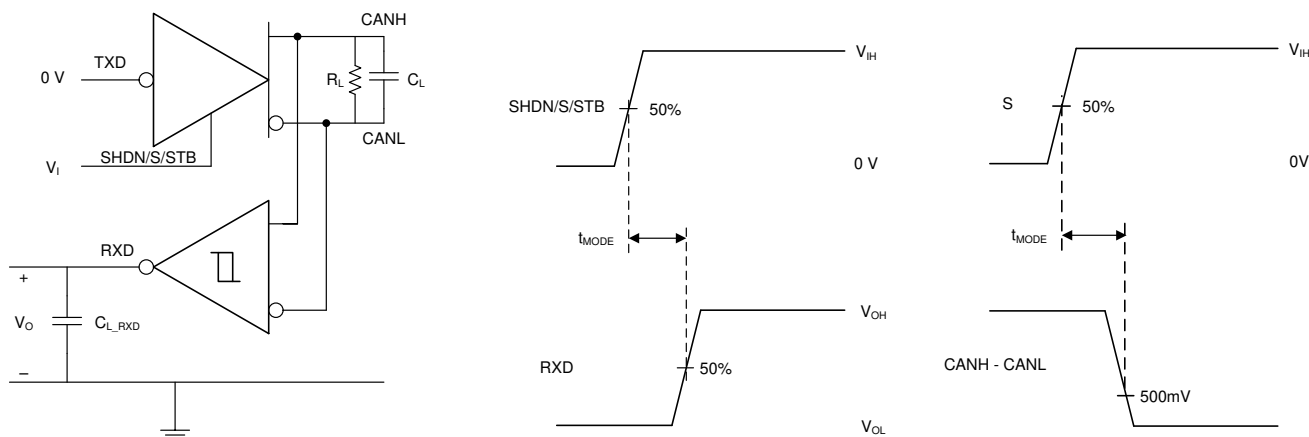 CANH
TXD
0 V
R_L
C_L
CANL
SHDN/S/STB
V_I
RXD
+
V_O
C_L_RXD
–
V_IH
SHDN/S/STB
50%
0 V
t_MODE
V_OH
RXD
50%
V_OL
V_IH
S
50%
0V
t_MODE
CANH - CANL
500mV